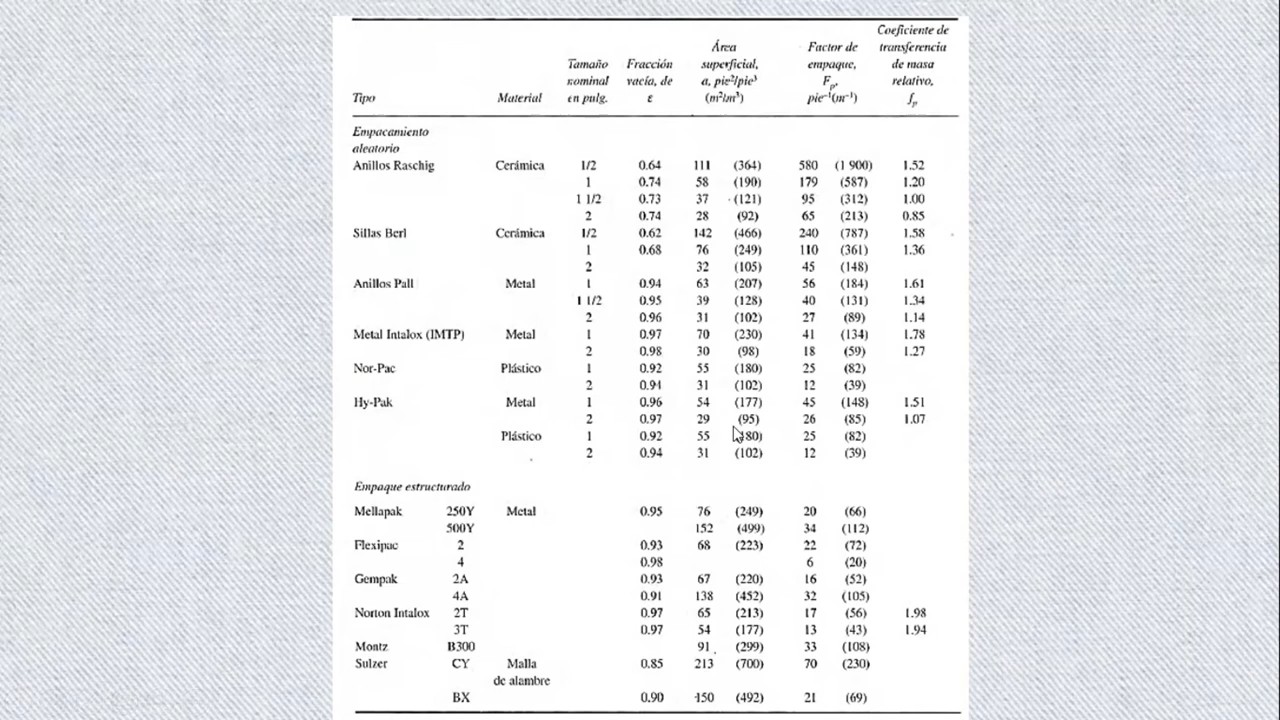 Tipo Material Tamaño nominal en pulg. Fracción vacía, de ε Área superficial, a, pie²/pie³ (m²/m³) Factor de empaque, Fp, pie⁻¹(m⁻¹) Coeficiente de transferencia de masa relativo, fp
Empacamiento
aleatorio
Anillos Raschig Cerámica 1/2 0.64 111 (364) 580 (1 900) 1.52
1 0.74 58 (190) 179 (587) 1.20
1 1/2 0.73 37 (121) 95 (312) 1.00
2 0.74 28 (92) 65 (213) 0.85
Sillas Berl Cerámica 1/2 0.62 142 (466) 240 (787) 1.58
1 0.68 76 (249) 110 (361) 1.36
2 32 (105) 45 (148)
Anillos Pall Metal 1 0.94 63 (207) 56 (184) 1.61
1 1/2 0.95 39 (128) 40 (131) 1.34
2 0.96 31 (102) 27 (89) 1.14
Metal Intalox (IMTP) Metal 1 0.97 70 (230) 41 (134) 1.78
2 0.98 30 (98) 18 (59) 1.27
Nor-Pac Plástico 1 0.92 55 (180) 25 (82)
2 0.94 31 (102) 12 (39)
Hy-Pak Metal 1 0.96 54 (177) 45 (148) 1.51
2 0.97 29 (95) 26 (85) 1.07
Plástico 1 0.92 55 (180) 25 (82)
2 0.94 31 (102) 12 (39)
Empaque estructurado
Mellapak 250Y Metal 0.95 76 (249) 20 (66)
500Y 152 (499) 34 (112)
Flexipac 2 0.93 68 (223) 22 (72)
4 0.98 6 (20)
Gempak 2A 0.93 67 (220) 16 (52)
4A 0.91 138 (452) 32 (105)
Norton Intalox 2T 0.97 65 (213) 17 (56) 1.98
3T 0.97 54 (177) 13 (43) 1.94
Montz B300 91 (299) 33 (108)
Sulzer CY Malla 0.85 213 (700) 70 (230)
de alambre
BX 0.90 150 (492) 21 (69)